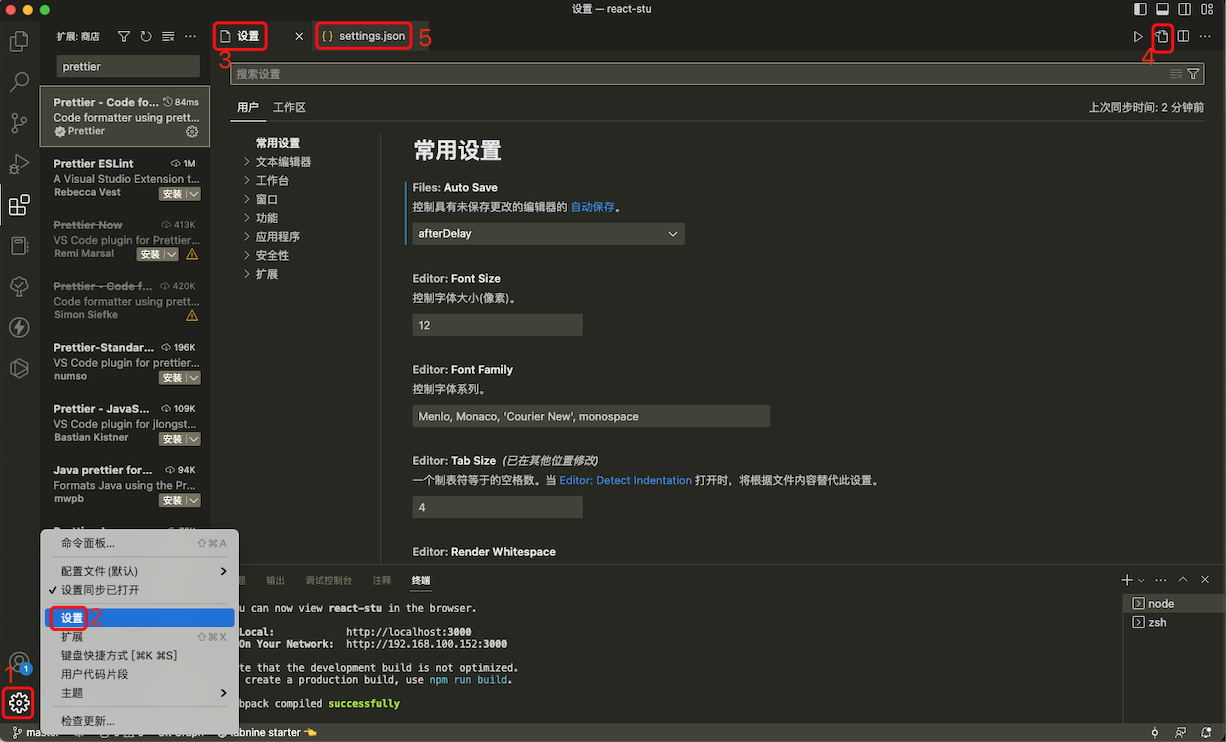 设置 — react-stu
扩展: 商店
设置
settings.json
5
3
4
prettier
搜索设置
用户
工作区
上次同步时间: 2 分钟前
Prettier - Code fo... 84ms
Code formatter using prett...
Prettier
Prettier ESLint 1M
A Visual Studio Extension t...
Rebecca Vest 安装
Prettier Now 413K
VS Code plugin for Prettier...
Remi Marsal 安装
Prettier - Code f... 420K
Code formatter using prett...
Simon Siefke
Prettier-Standar... 196K
VS Code plugin for prettier...
numso 安装
Prettier - JavaS... 109K
VS Code plugin for jlongst...
Bastian Kistner 安装
Java prettier for... 94K
Formats Java using the Pr...
mwpb 安装
常用设置
文本编辑器
工作台
窗口
功能
应用程序
安全性
扩展
常用设置
Files: Auto Save
控制具有未保存更改的编辑器的 自动保存。
afterDelay
Editor: Font Size
控制字体大小(像素)。
12
Editor: Font Family
控制字体系列。
Menlo, Monaco, 'Courier New', monospace
Editor: Tab Size (已在其他位置修改)
一个制表符等于的空格数。当 Editor: Detect Indentation 打开时，将根据文件内容替代此设置。
4
Editor: Render Whitespace
命令面板... ⇧⌘A
配置文件(默认)
✓ 设置同步已打开
设置 2
扩展 ⇧⌘X
键盘快捷方式 [⌘K ⌘S]
用户代码片段
主题
检查更新...
1
1
题 输出 调试控制台 注释 终端
u can now view react-stu in the browser.
Local: http://localhost:3000
On Your Network: http://192.168.100.152:3000
te that the development build is not optimized.
create a production build, use npm run build.
bpack compiled successfully
node
zsh
tabnine starter